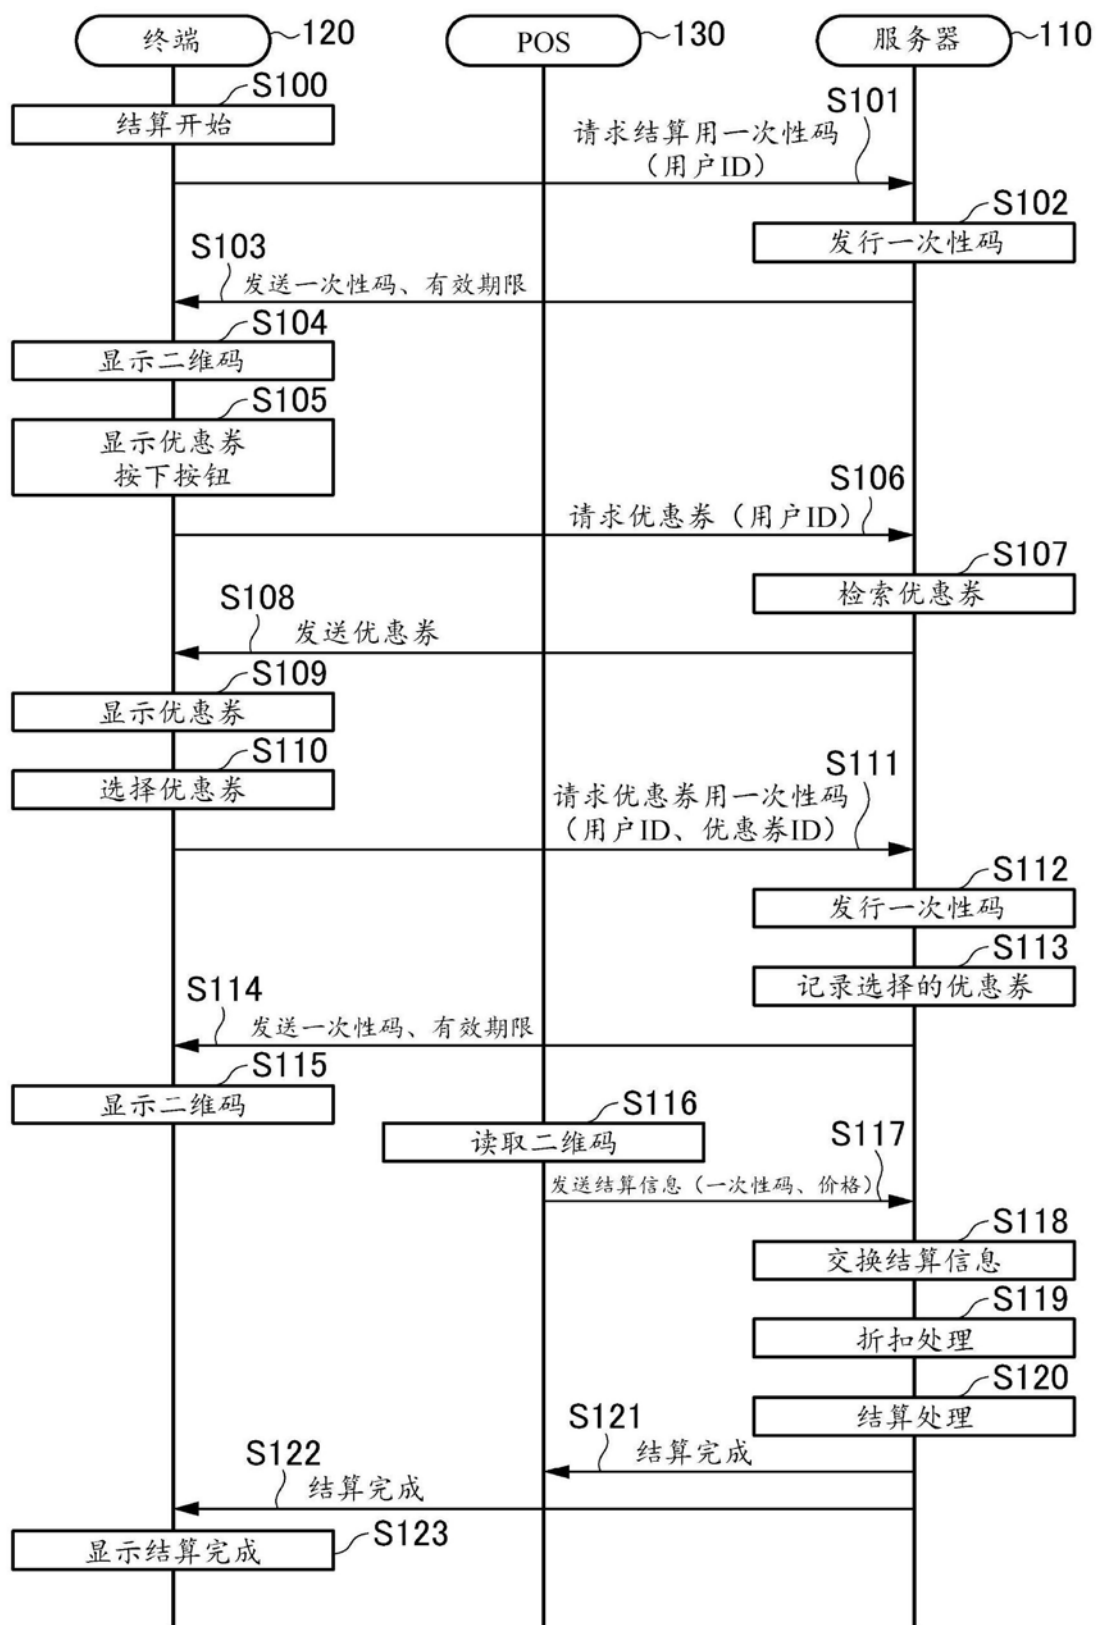 终端
120
POS
130
服务器
110
S100
结算开始
S101
请求结算用一次性码
（用户ID）
S102
发行一次性码
S103
发送一次性码、有效期限
S104
显示二维码
S105
显示优惠券
按下按钮
S106
请求优惠券（用户ID）
S107
检索优惠券
S108
发送优惠券
S109
显示优惠券
S110
选择优惠券
S111
请求优惠券用一次性码
（用户ID、优惠券ID）
S112
发行一次性码
S113
记录选择的优惠券
S114
发送一次性码、有效期限
S115
显示二维码
S116
读取二维码
S117
发送结算信息（一次性码、价格）
S118
交换结算信息
S119
折扣处理
S120
结算处理
S121
结算完成
S122
结算完成
S123
显示结算完成